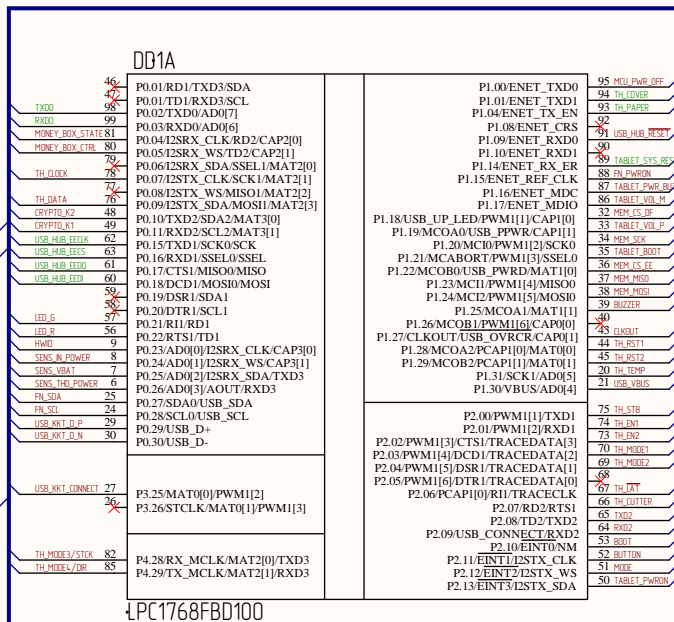 DD1A
46 P0.01/RD1/TXD3/SDA
47 P0.01/TD1/RXD3/SCL
TXD0 98 P0.02/TXD0/AD0[7]
RXD0 99 P0.03/RXD0/AD0[6]
MONEY_BOX_STATE 81 P0.04/I2SRX_CLK/RD2/CAP2[0]
MONEY_BOX_CTRL 80 P0.05/I2SRX_WS/TD2/CAP2[1]
79 P0.06/I2SRX_SDA/SSEL1/MAT2[0]
TH_CLOCK 78 P0.07/I2STX_CLK/SCK1/MAT2[1]
77 P0.08/I2STX_WS/MISO1/MAT2[2]
TH_DATA 76 P0.09/I2STX_SDA/MOSI1/MAT2[3]
CRYPTO_K2 48 P0.10/TXD2/SDA2/MAT3[0]
CRYPTO_K1 49 P0.11/RXD2/SCL2/MAT3[1]
USB_HUB_EECLK 62 P0.15/TXD1/SCK0/SCK
USB_HUB_EECS 63 P0.16/RXD1/SSEL0/SSEL
USB_HUB_EEDO 61 P0.17/CTS1/MISO0/MISO
USB_HUB_EEDI 60 P0.18/DCD1/MOSI0/MOSI
59 P0.19/DSR1/SDA1
58 P0.20/DTR1/SCL1
LED_G 57 P0.21/RI1/RD1
LED_R 56 P0.22/RTS1/TD1
HWID 9 P0.23/AD0[0]/I2SRX_CLK/CAP3[0]
SENS_IN_POWER 8 P0.24/AD0[1]/I2SRX_WS/CAP3[1]
SENS_VBAT 7 P0.25/AD0[2]/I2SRX_SDA/TXD3
SENS_THD_POWER 6 P0.26/AD0[3]/AOUT/RXD3
FN_SDA 25 P0.27/SDA0/USB_SDA
FN_SCL 24 P0.28/SCL0/USB_SCL
USB_KKT_D_P 29 P0.29/USB_D+
USB_KKT_D_N 30 P0.30/USB_D-
USB_KKT_CONNECT 27 P3.25/MAT0[0]/PWM1[2]
26 P3.26/STCLK/MAT0[1]/PWM1[3]
TH_MODE3/STCK 82 P4.28/RX_MCLK/MAT2[0]/TXD3
TH_MODE4/DIR 85 P4.29/TX_MCLK/MAT2[1]/RXD3
P1.00/ENET_TXD0 95 MCU_PWR_OFF
P1.01/ENET_TXD1 94 TH_COVER
P1.04/ENET_TX_EN 93 TH_PAPER
P1.08/ENET_CRS 92
P1.09/ENET_RXD0 91 USB_HUB_RESET
P1.10/ENET_RXD1 90
P1.14/ENET_RX_ER 89 TABLET_SYS_RES
P1.15/ENET_REF_CLK 88 FN_PWRON
P1.16/ENET_MDC 87 TABLET_PWR_BU
P1.17/ENET_MDIO 86 TABLET_VOL_M
P1.18/USB_UP_LED/PWM1[1]/CAP1[0] 32 MEM_CS_DF
P1.19/MCOA0/USB_PPWR/CAP1[1] 33 TABLET_VOL_P
P1.20/MCI0/PWM1[2]/SCK0 34 MEM_SCK
P1.21/MCABORT/PWM1[3]/SSEL0 35 TABLET_BOOT
P1.22/MCOB0/USB_PWRD/MAT1[0] 36 MEM_CS_EE
P1.23/MCI1/PWM1[4]/MISO0 37 MEM_MISO
P1.24/MCI2/PWM1[5]/MOSI0 38 MEM_MOSI
P1.25/MCOA1/MAT1[1] 39 BUZZER
P1.26/MCOB1/PWM1[6]/CAP0[0] 40
P1.27/CLKOUT/USB_OVRCR/CAP0[1] 43 CLKOUT
P1.28/MCOA2/PCAP1[0]/MAT0[0] 44 TH_RST1
P1.29/MCOB2/PCAP1[1]/MAT0[1] 45 TH_RST2
P1.31/SCK1/AD0[5] 20 TH_TEMP
P1.30/VBUS/AD0[4] 21 USB_VBUS
P2.00/PWM1[1]/TXD1 75 TH_STB
P2.01/PWM1[2]/RXD1 74 TH_EN1
P2.02/PWM1[3]/CTS1/TRACEDATA[3] 73 TH_EN2
P2.03/PWM1[4]/DCD1/TRACEDATA[2] 70 TH_MODE1
P2.04/PWM1[5]/DSR1/TRACEDATA[1] 69 TH_MODE2
P2.05/PWM1[6]/DTR1/TRACEDATA[0] 68
P2.06/PCAP1[0]/RI1/TRACECLK 67 TH_LAT
P2.07/RD2/RTS1 66 TH_CUTTER
P2.08/TD2/TXD2 65 TXD2
P2.09/USB_CONNECT/RXD2 64 RXD2
P2.10/EINT0/NM 53 BOOT
P2.11/EINT1/I2STX_CLK 52 BUTTON
P2.12/EINT2/I2STX_WS 51 MODE
P2.13/EINT3/I2STX_SDA 50 TABLET_PWRON
LPC1768FBD100